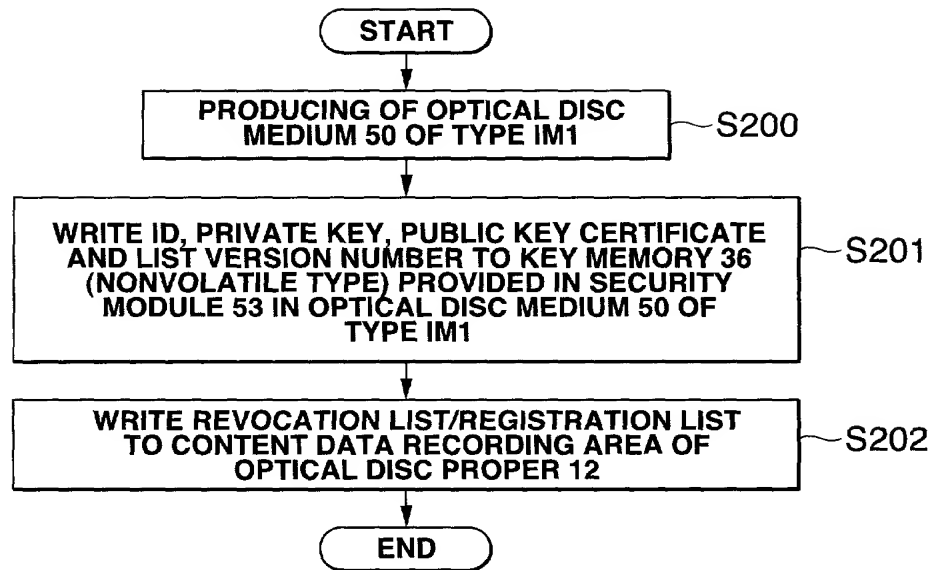 START
PRODUCING OF OPTICAL DISC
MEDIUM 50 OF TYPE IM1
S200
WRITE ID, PRIVATE KEY, PUBLIC KEY CERTIFICATE
AND LIST VERSION NUMBER TO KEY MEMORY 36
(NONVOLATILE TYPE) PROVIDED IN SECURITY
MODULE 53 IN OPTICAL DISC MEDIUM 50 OF
TYPE IM1
S201
WRITE REVOCATION LIST/REGISTRATION LIST
TO CONTENT DATA RECORDING AREA OF
OPTICAL DISC PROPER 12
S202
END